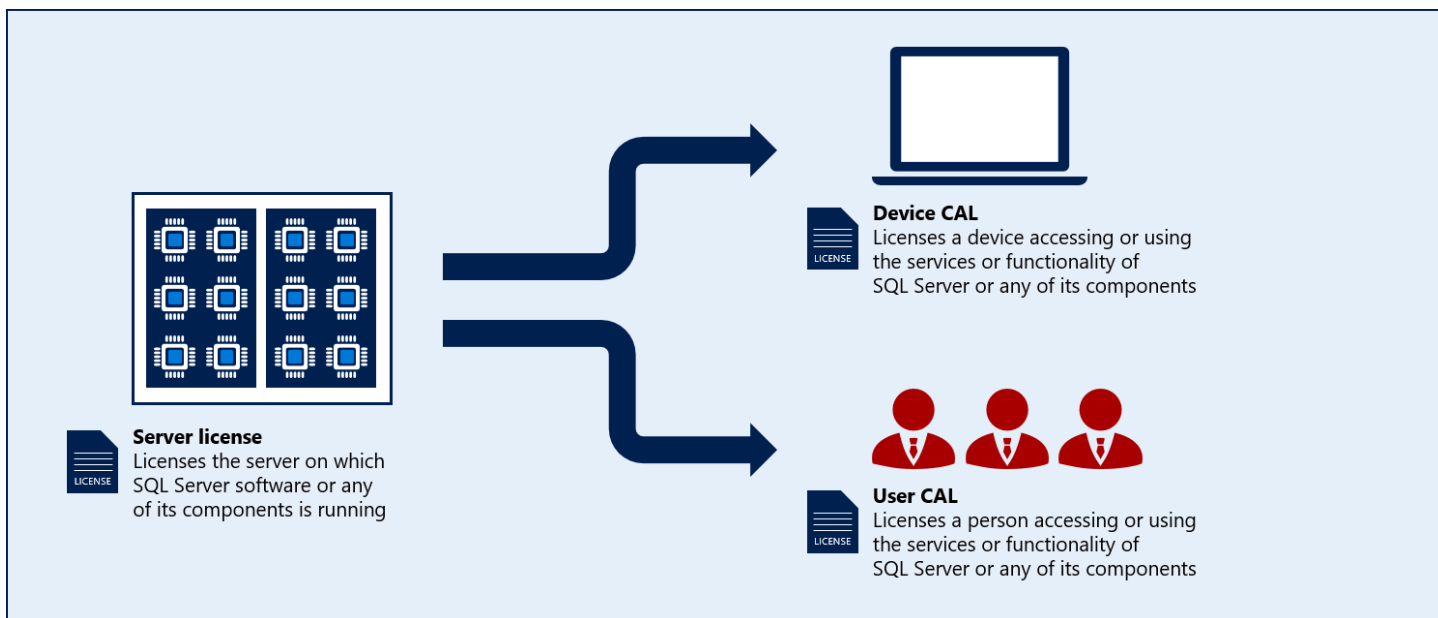 LICENSE
Server license
Licenses the server on which
SQL Server software or any
of its components is running
LICENSE
Device CAL
Licenses a device accessing or using
the services or functionality of
SQL Server or any of its components
LICENSE
User CAL
Licenses a person accessing or using
the services or functionality of
SQL Server or any of its components